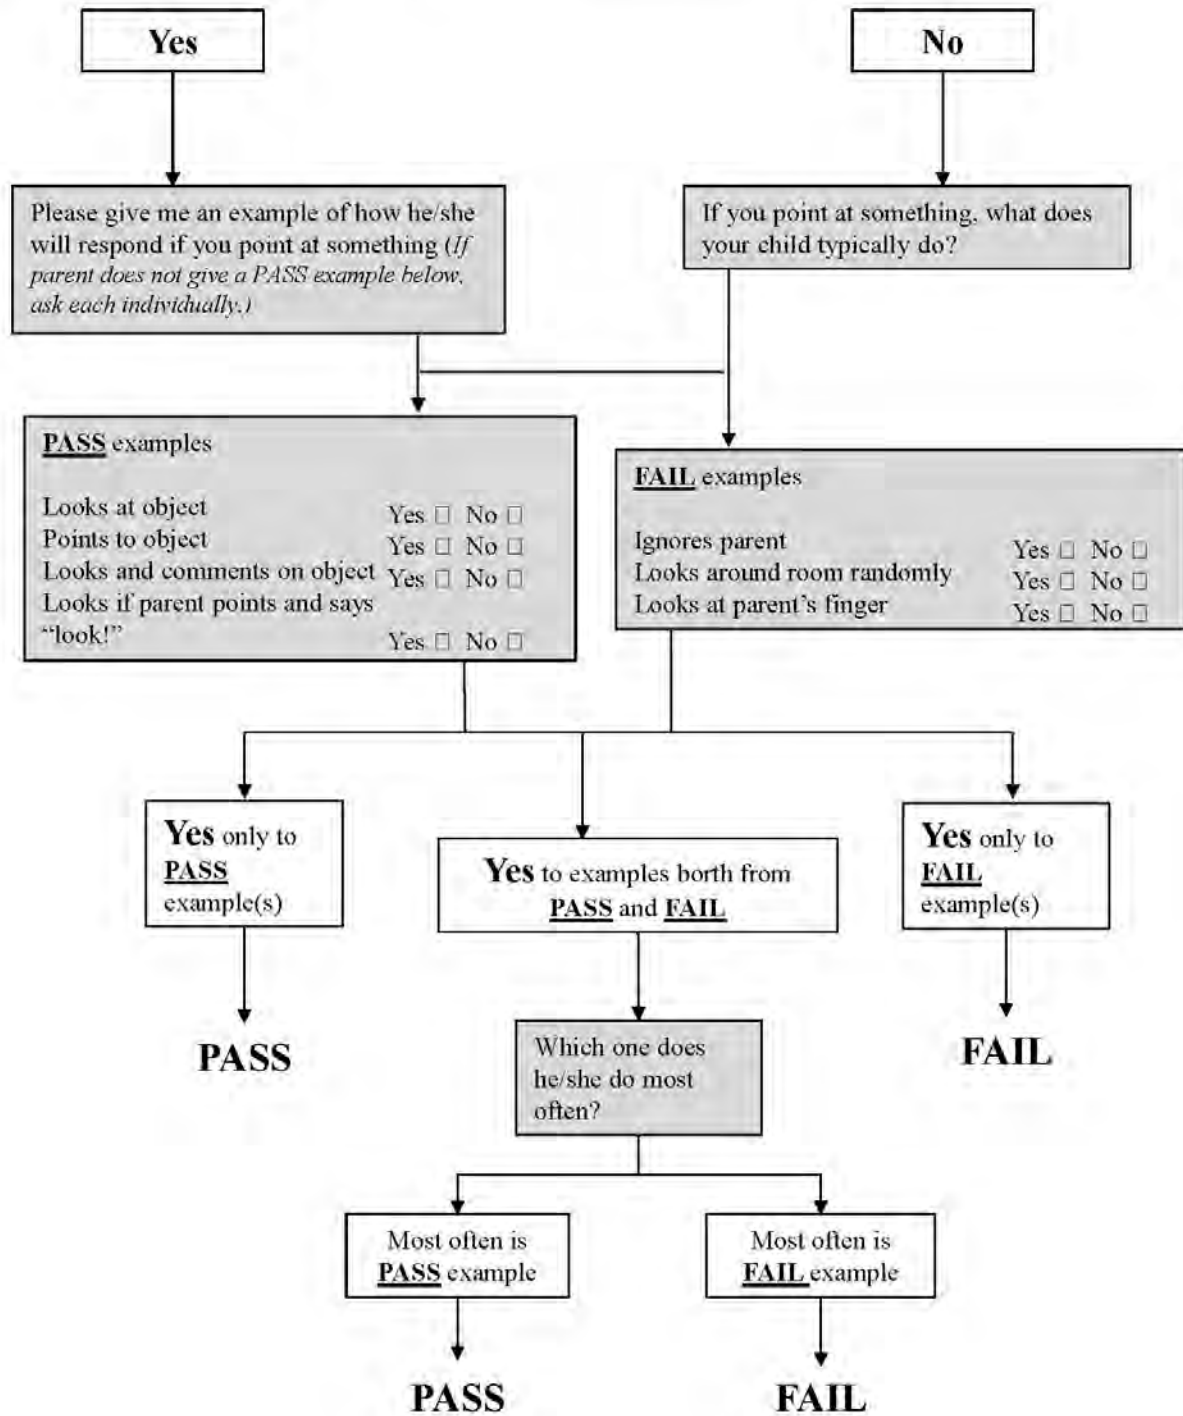 Yes
No
Please give me an example of how he/she
will respond if you point at something (If
parent does not give a PASS example below,
ask each individually.)
If you point at something, what does
your child typically do?
PASS examples
Looks at object Yes □ No □
Points to object Yes □ No □
Looks and comments on object Yes □ No □
Looks if parent points and says
“look!” Yes □ No □
FAIL examples
Ignores parent Yes □ No □
Looks around room randomly Yes □ No □
Looks at parent’s finger Yes □ No □
Yes only to
PASS
example(s)
Yes to examples borth from
PASS and FAIL
Yes only to
FAIL
example(s)
PASS
Which one does
he/she do most
often?
FAIL
Most often is
PASS example
Most often is
FAIL example
PASS
FAIL